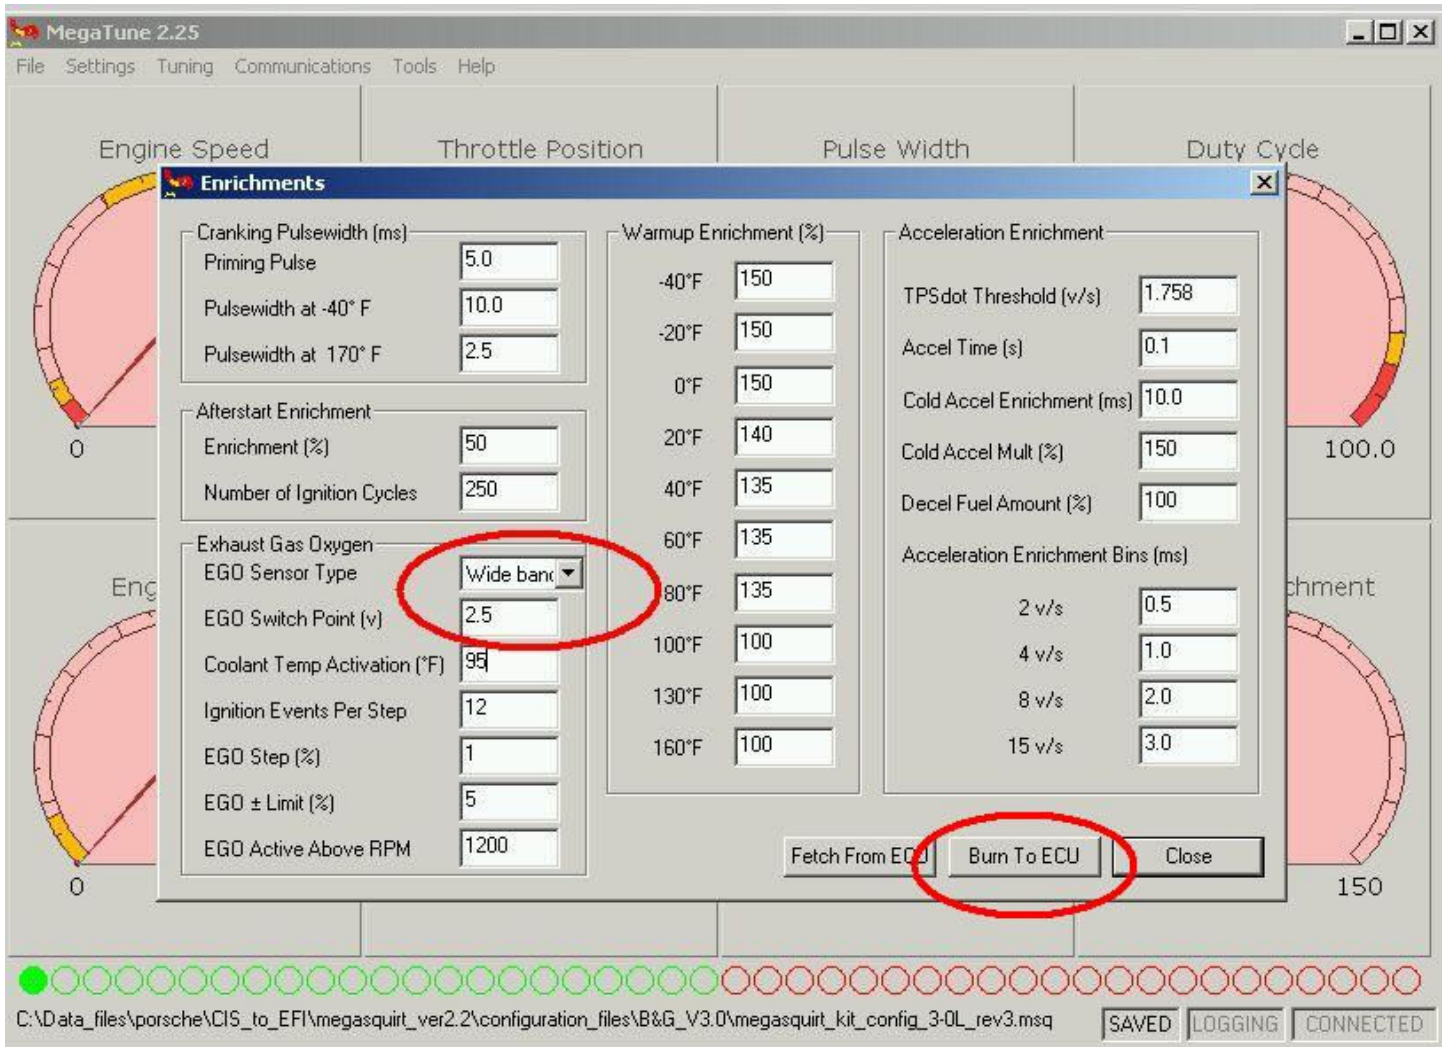 MegaTune 2.25
File Settings Tuning Communications Tools Help
Engine Speed
Throttle Position
Pulse Width
Duty Cycle
0
100.0
Eng
chment
0
150
Enrichments
Cranking Pulsewidth (ms)
Priming Pulse 5.0
Pulsewidth at -40° F 10.0
Pulsewidth at 170° F 2.5
Afterstart Enrichment
Enrichment (%) 50
Number of Ignition Cycles 250
Exhaust Gas Oxygen
EGO Sensor Type Wide banc
EGO Switch Point (v) 2.5
Coolant Temp Activation (°F) 95
Ignition Events Per Step 12
EGO Step (%) 1
EGO ± Limit (%) 5
EGO Active Above RPM 1200
Warmup Enrichment (%)
-40°F 150
-20°F 150
0°F 150
20°F 140
40°F 135
60°F 135
80°F 135
100°F 100
130°F 100
160°F 100
Acceleration Enrichment
TPSdot Threshold (v/s) 1.758
Accel Time (s) 0.1
Cold Accel Enrichment (ms) 10.0
Cold Accel Mult (%) 150
Decel Fuel Amount (%) 100
Acceleration Enrichment Bins (ms)
2 v/s 0.5
4 v/s 1.0
8 v/s 2.0
15 v/s 3.0
Fetch From ECU Burn To ECU Close
C:\Data_files\porsche\CIS_to_EFI\megasquirt_ver2.2\configuration_files\B&G_V3.0\megasquirt_kit_config_3-0L_rev3.msq SAVED LOGGING CONNECTED